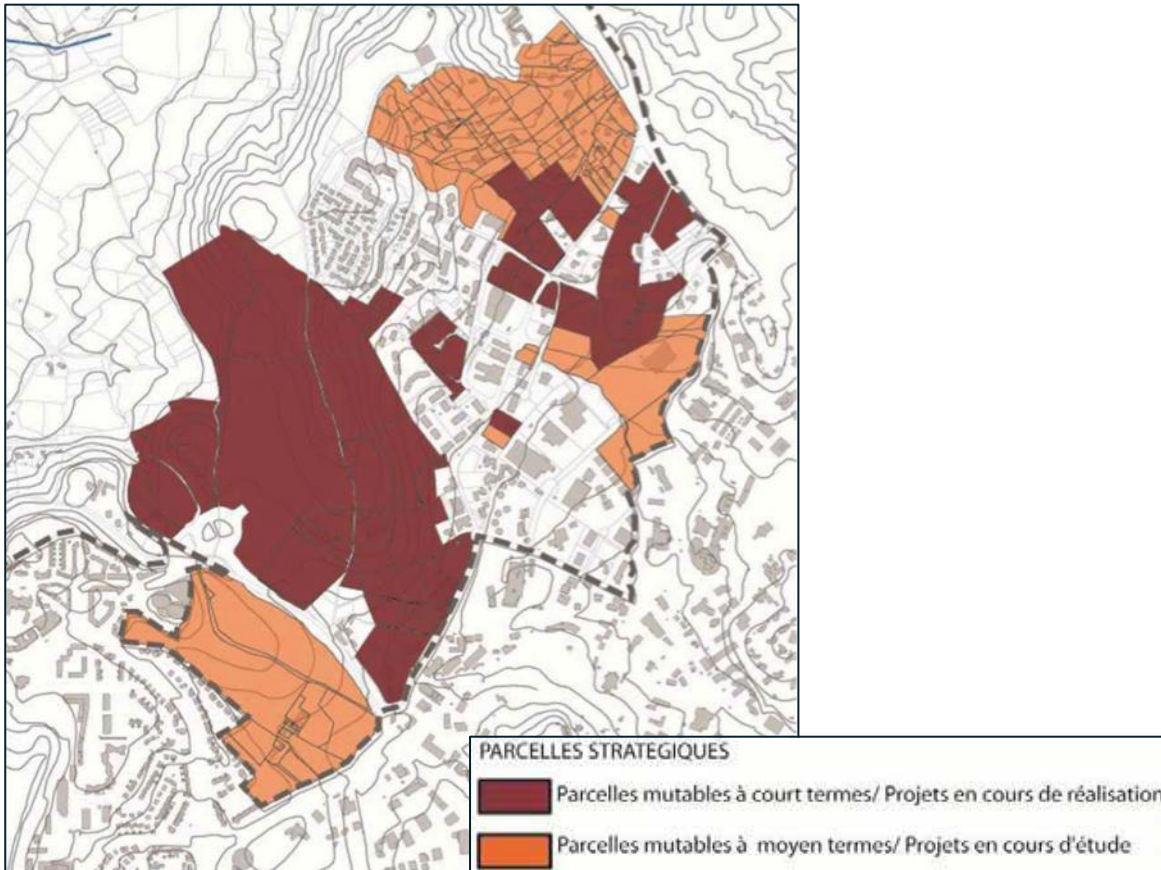 PARCELLES STRATEGIQUES
Parcelles mutables à court termes/ Projets en cours de réalisation
Parcelles mutables à moyen termes/ Projets en cours d'étude